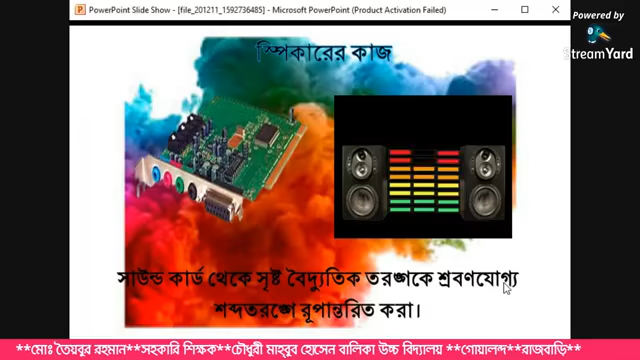 PowerPoint Slide Show - [file_201211_1592736485] - Microsoft PowerPoint (Product Activation Failed)
Powered by
StreamYard
স্পিকারের কাজ
সাউন্ড কার্ড থেকে সৃষ্ট বৈদ্যুতিক তরঙ্গকে শ্রবণযোগ্য
শব্দতরঙ্গে রূপান্তরিত করা।
**মোঃ তৈয়বুর রহমান**সহকারি শিক্ষক**চৌধুরী মাহবুব হোসেন বালিকা উচ্চ বিদ্যালয় **গোয়ালন্দ**রাজবাড়ি**